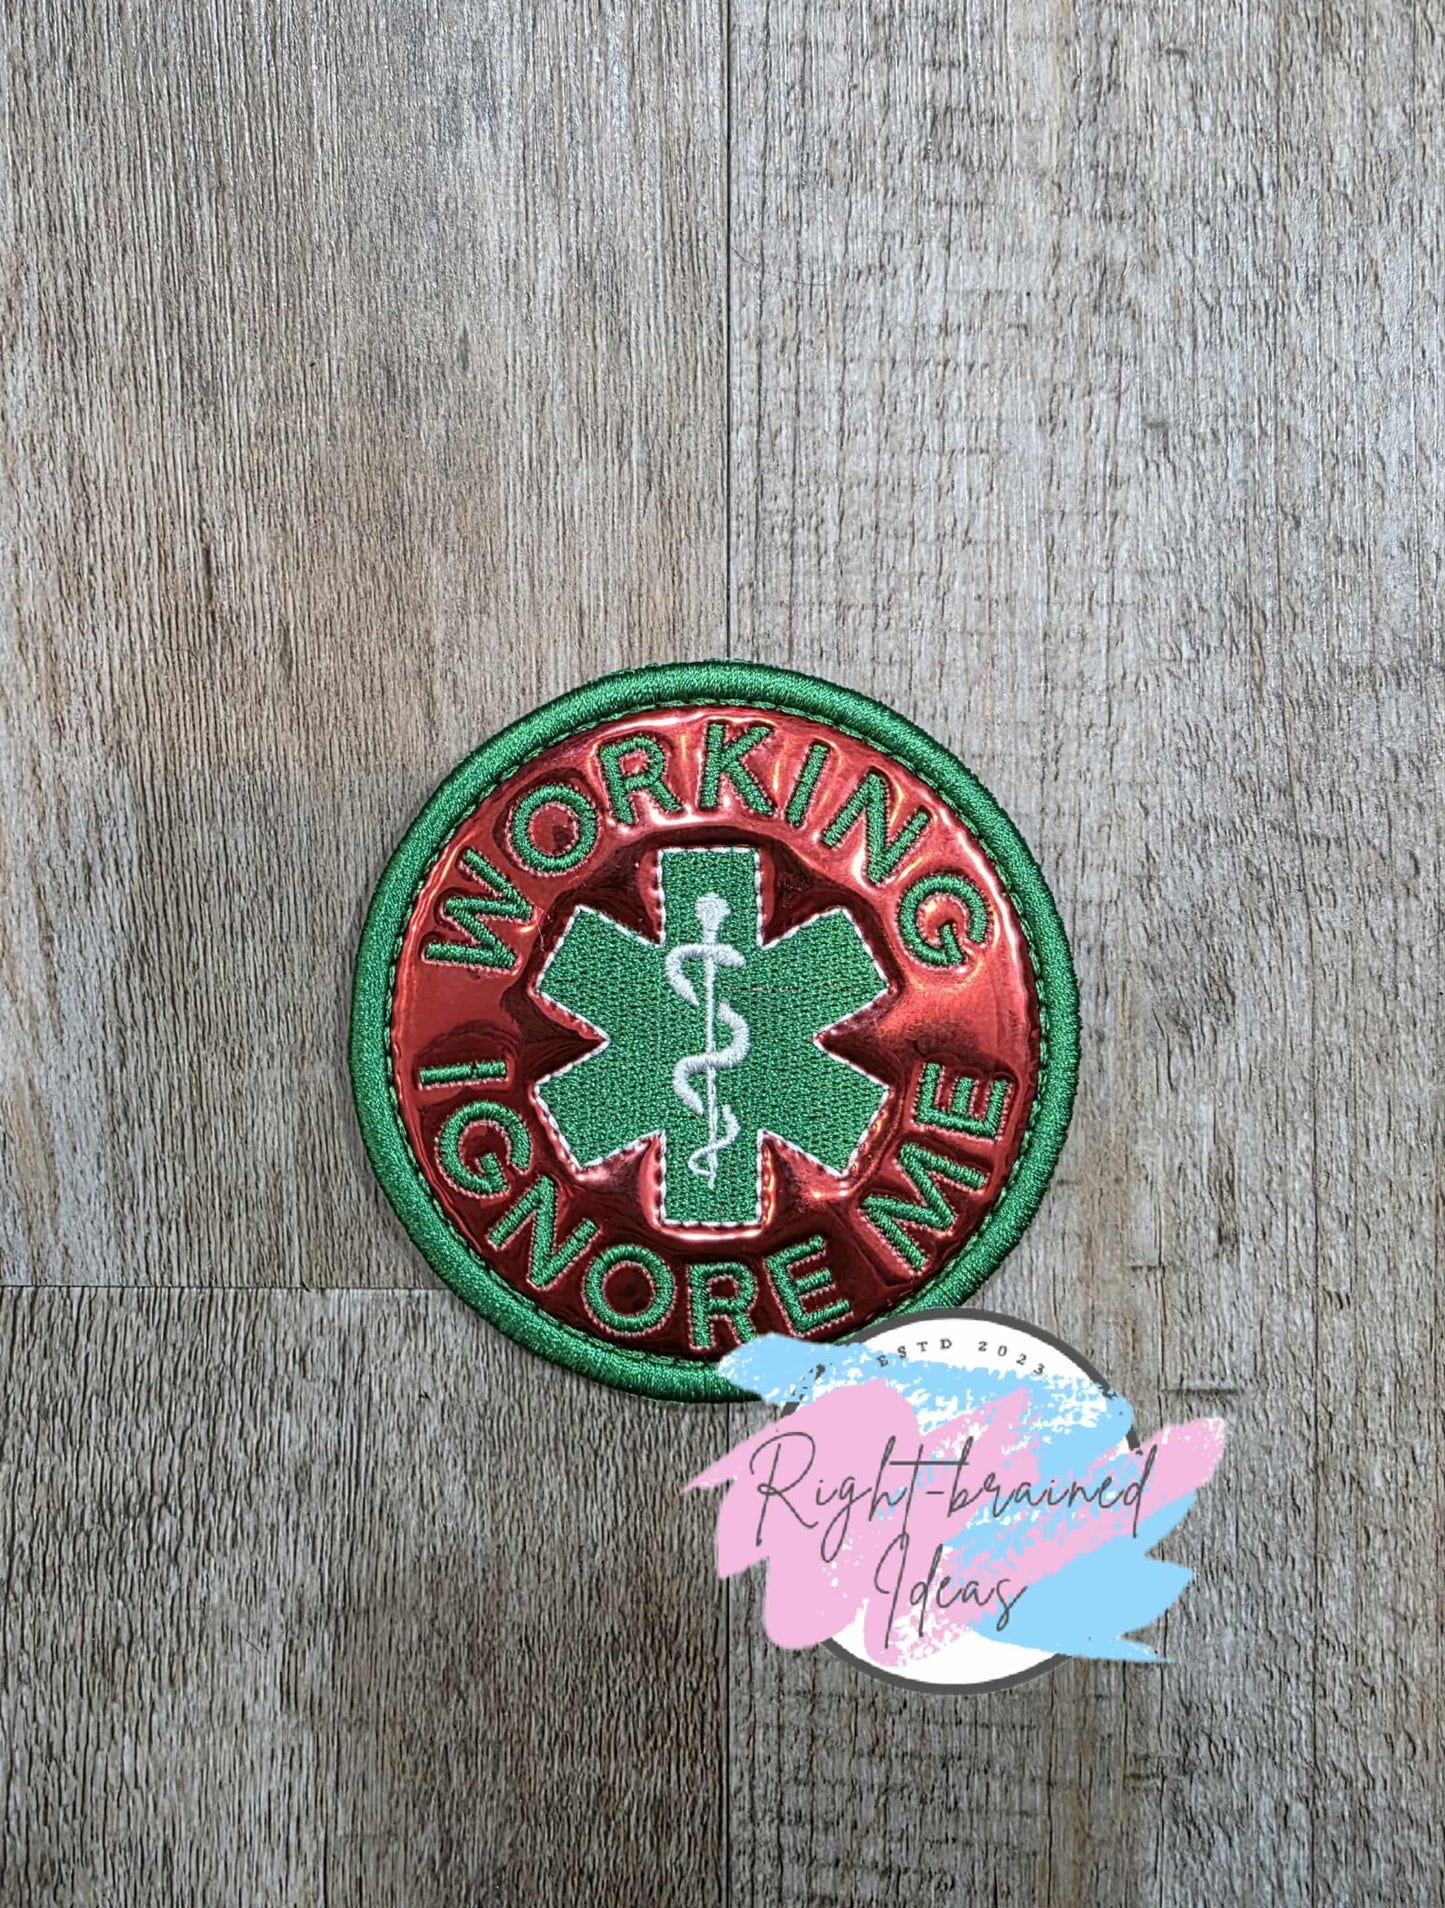 WORKING
IGNORE ME
ESTD 2023
Right-brained
Ideas